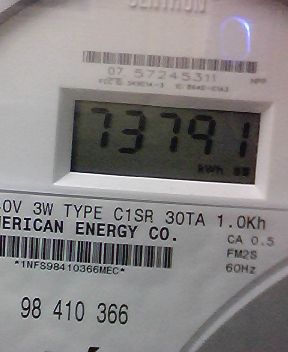 CENTRON
07 57245311
73791
kWh
0V 3W TYPE C1SR 30TA 1.0Kh
ERICAN ENERGY CO.
CA 0.5
*1NFS98410366MEC*
FM2S
60Hz
98 410 366